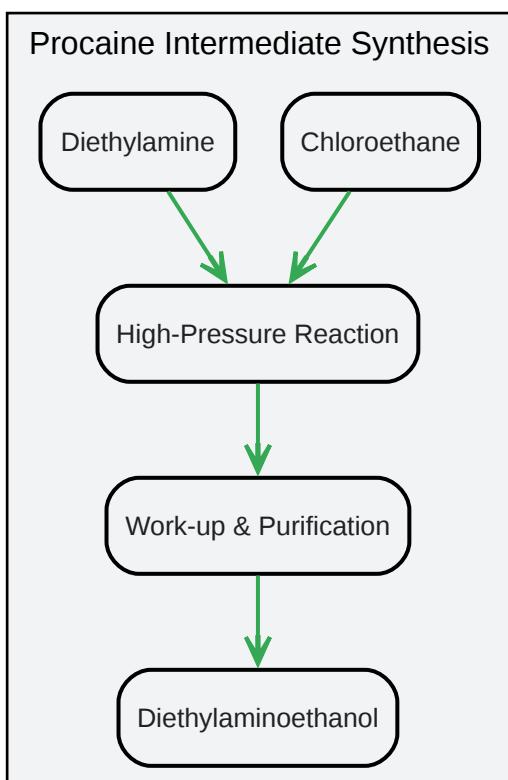 Procaine Intermediate Synthesis
Diethylamine
Chloroethane
High-Pressure Reaction
Work-up & Purification
Diethylaminoethanol